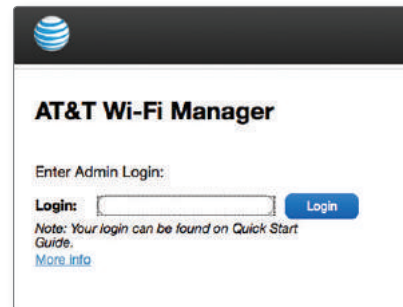 AT&T Wi-Fi Manager
Enter Admin Login:
Login: Login
Note: Your login can be found on Quick Start
Guide.
More info